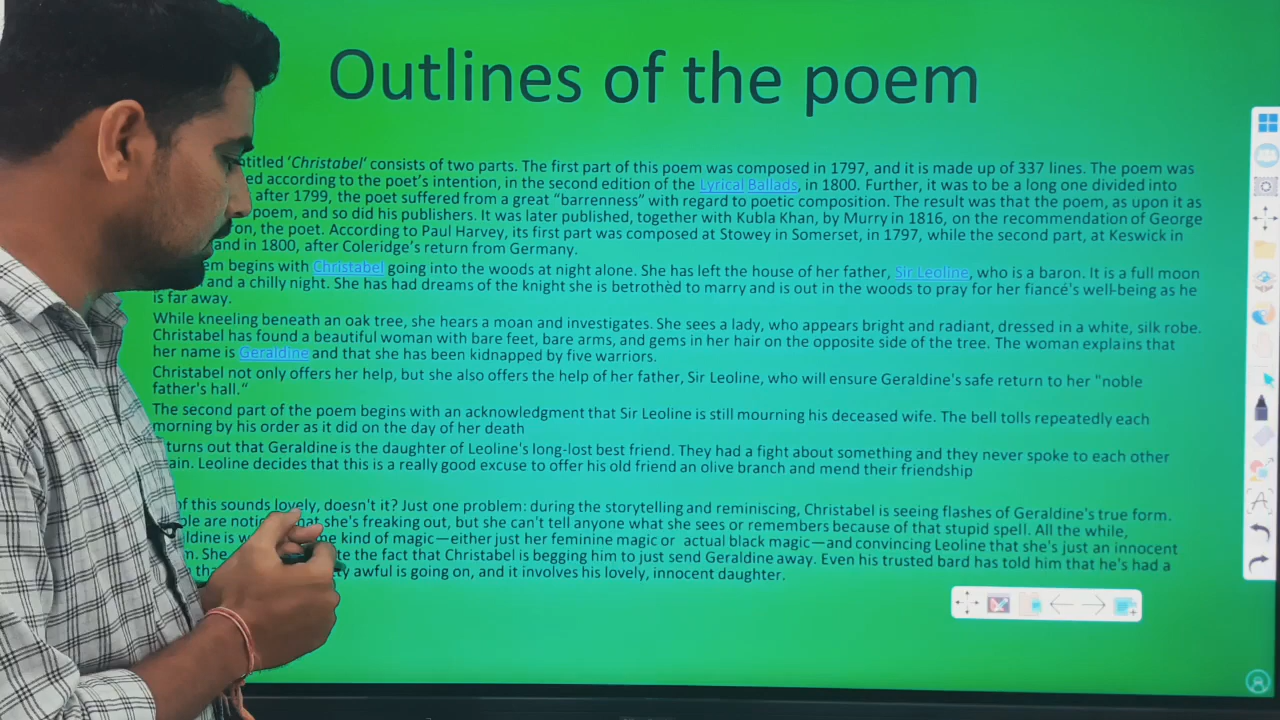 Outlines of the poem
ntitled ‘Christabel‘ consists of two parts. The first part of this poem was composed in 1797, and it is made up of 337 lines. The poem was
ed according to the poet’s intention, in the second edition of the Lyrical Ballads, in 1800. Further, it was to be a long one divided into
after 1799, the poet suffered from a great “barrenness” with regard to poetic composition. The result was that the poem, as upon it as
poem, and so did his publishers. It was later published, together with Kubla Khan, by Murry in 1816, on the recommendation of George
on, the poet. According to Paul Harvey, its first part was composed at Stowey in Somerset, in 1797, while the second part, at Keswick in
and in 1800, after Coleridge’s return from Germany.
em begins with Christabel going into the woods at night alone. She has left the house of her father, Sir Leoline, who is a baron. It is a full moon
and a chilly night. She has had dreams of the knight she is betrothed to marry and is out in the woods to pray for her fiancé's well-being as he
is far away.
While kneeling beneath an oak tree, she hears a moan and investigates. She sees a lady, who appears bright and radiant, dressed in a white, silk robe.
Christabel has found a beautiful woman with bare feet, bare arms, and gems in her hair on the opposite side of the tree. The woman explains that
her name is Geraldine and that she has been kidnapped by five warriors.
Christabel not only offers her help, but she also offers the help of her father, Sir Leoline, who will ensure Geraldine's safe return to her "noble
father's hall.“
The second part of the poem begins with an acknowledgment that Sir Leoline is still mourning his deceased wife. The bell tolls repeatedly each
morning by his order as it did on the day of her death
turns out that Geraldine is the daughter of Leoline's long-lost best friend. They had a fight about something and they never spoke to each other
ain. Leoline decides that this is a really good excuse to offer his old friend an olive branch and mend their friendship
of this sounds lovely, doesn't it? Just one problem: during the storytelling and reminiscing, Christabel is seeing flashes of Geraldine's true form.
ple are noti hat she's freaking out, but she can't tell anyone what she sees or remembers because of that stupid spell. All the while,
ldine is w e kind of magic—either just her feminine magic or actual black magic—and convincing Leoline that she's just an innocent
m. She te the fact that Christabel is begging him to just send Geraldine away. Even his trusted bard has told him that he's had a
tha awful is going on, and it involves his lovely, innocent daughter.